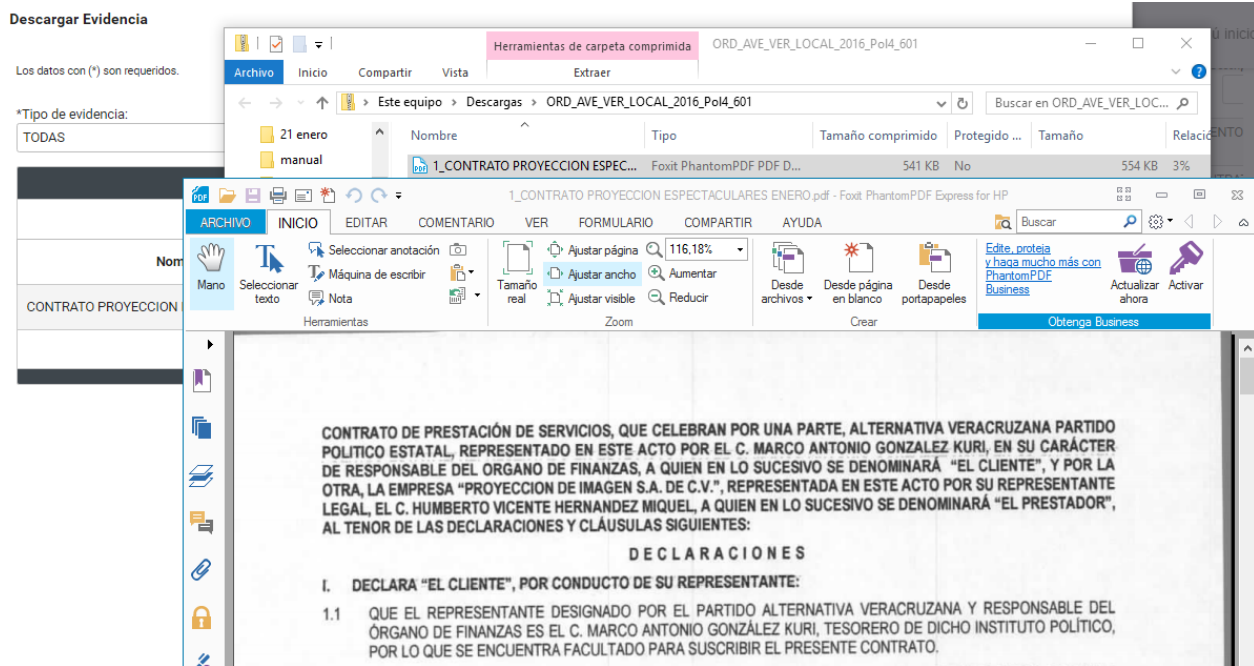 Descargar Evidencia
Los datos con (*) son requeridos.
*Tipo de evidencia:
TODAS
Nom
CONTRATO PROYECCION
Herramientas de carpeta comprimida
ORD_AVE_VER_LOCAL_2016_Pol4_601
ú inicio
Archivo
Inicio
Compartir
Vista
Extraer
Este equipo > Descargas > ORD_AVE_VER_LOCAL_2016_Pol4_601
Buscar en ORD_AVE_VER_LOC...
21 enero
manual
Nombre
Tipo
Tamaño comprimido
Protegido ...
Tamaño
Relació
1_CONTRATO PROYECCION ESPEC...
Foxit PhantomPDF PDF D...
541 KB
No
554 KB
3%
PDF
1_CONTRATO PROYECCION ESPECTACULARES ENERO.pdf - Foxit PhantomPDF Express for HP
ARCHIVO
INICIO
EDITAR
COMENTARIO
VER
FORMULARIO
COMPARTIR
AYUDA
Buscar
Mano
Seleccionar texto
Seleccionar anotación
Máquina de escribir
Nota
Herramientas
Tamaño real
Ajustar página
Ajustar ancho
Ajustar visible
116,18%
Aumentar
Reducir
Zoom
Desde archivos
Desde página en blanco
Desde portapapeles
Crear
Edite, proteja
y haga mucho más con
PhantomPDF
Business
Actualizar ahora
Activar
Obtenga Business
CONTRATO DE PRESTACIÓN DE SERVICIOS, QUE CELEBRAN POR UNA PARTE, ALTERNATIVA VERACRUZANA PARTIDO
POLITICO ESTATAL, REPRESENTADO EN ESTE ACTO POR EL C. MARCO ANTONIO GONZALEZ KURI, EN SU CARÁCTER
DE RESPONSABLE DEL ORGANO DE FINANZAS, A QUIEN EN LO SUCESIVO SE DENOMINARÁ “EL CLIENTE”, Y POR LA
OTRA, LA EMPRESA “PROYECCION DE IMAGEN S.A. DE C.V.”, REPRESENTADA EN ESTE ACTO POR SU REPRESENTANTE
LEGAL, EL C. HUMBERTO VICENTE HERNANDEZ MIQUEL, A QUIEN EN LO SUCESIVO SE DENOMINARÁ “EL PRESTADOR”,
AL TENOR DE LAS DECLARACIONES Y CLÁUSULAS SIGUIENTES:
D E C L A R A C I O N E S
I. DECLARA “EL CLIENTE”, POR CONDUCTO DE SU REPRESENTANTE:
1.1 QUE EL REPRESENTANTE DESIGNADO POR EL PARTIDO ALTERNATIVA VERACRUZANA Y RESPONSABLE DEL
ÓRGANO DE FINANZAS ES EL C. MARCO ANTONIO GONZÁLEZ KURI, TESORERO DE DICHO INSTITUTO POLÍTICO,
POR LO QUE SE ENCUENTRA FACULTADO PARA SUSCRIBIR EL PRESENTE CONTRATO.